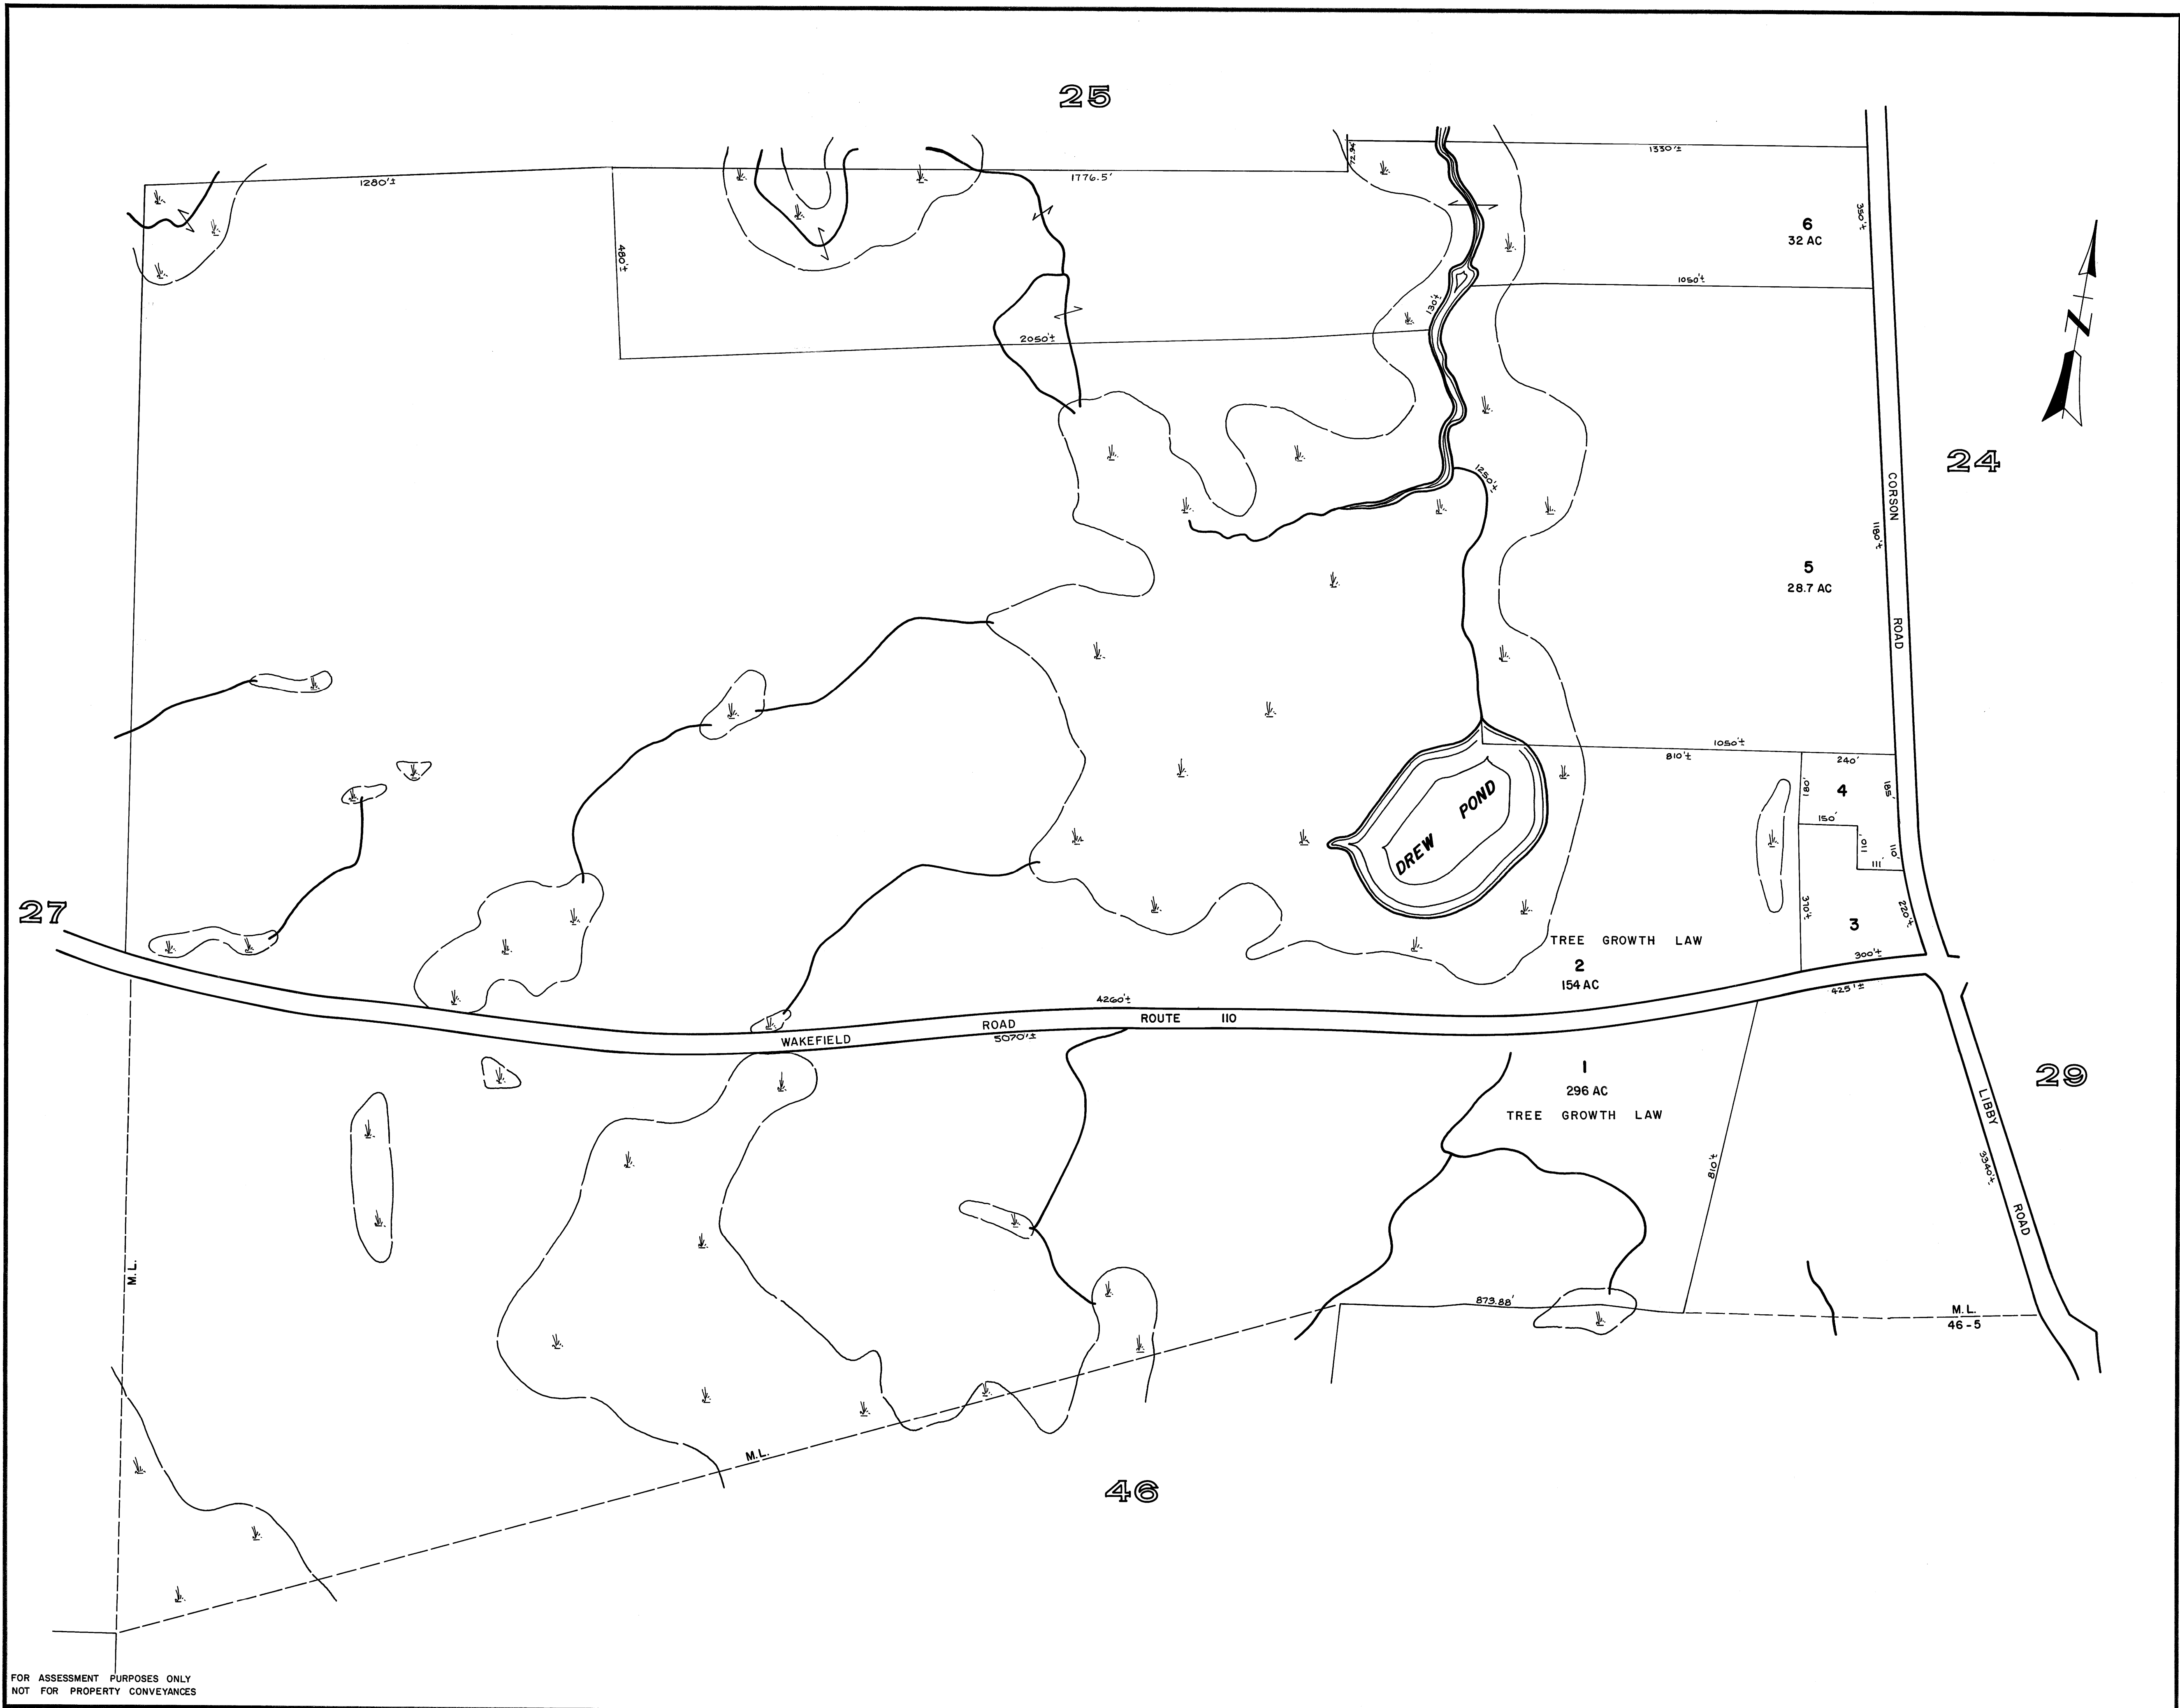 25
1280'±
1776.5'
72.94'
1330'±
480'±
350'±
6
32 AC
1050'±
130'±
2050'±
N
24
1250'±
CORSON
ROAD
1180'±
5
28.7 AC
1050'±
810'±
240'
180'
4
185'
150'
110'
110'
111'
DREW POND
370'±
3
220'±
300'±
27
TREE GROWTH LAW
2
154 AC
4260'±
425'±
WAKEFIELD ROAD ROUTE 110
5070'±
1
296 AC
TREE GROWTH LAW
29
LIBBY
ROAD
3340'±
810'±
M.L.
873.88'
M.L.
46-5
M.L.
46
FOR ASSESSMENT PURPOSES ONLY
NOT FOR PROPERTY CONVEYANCES